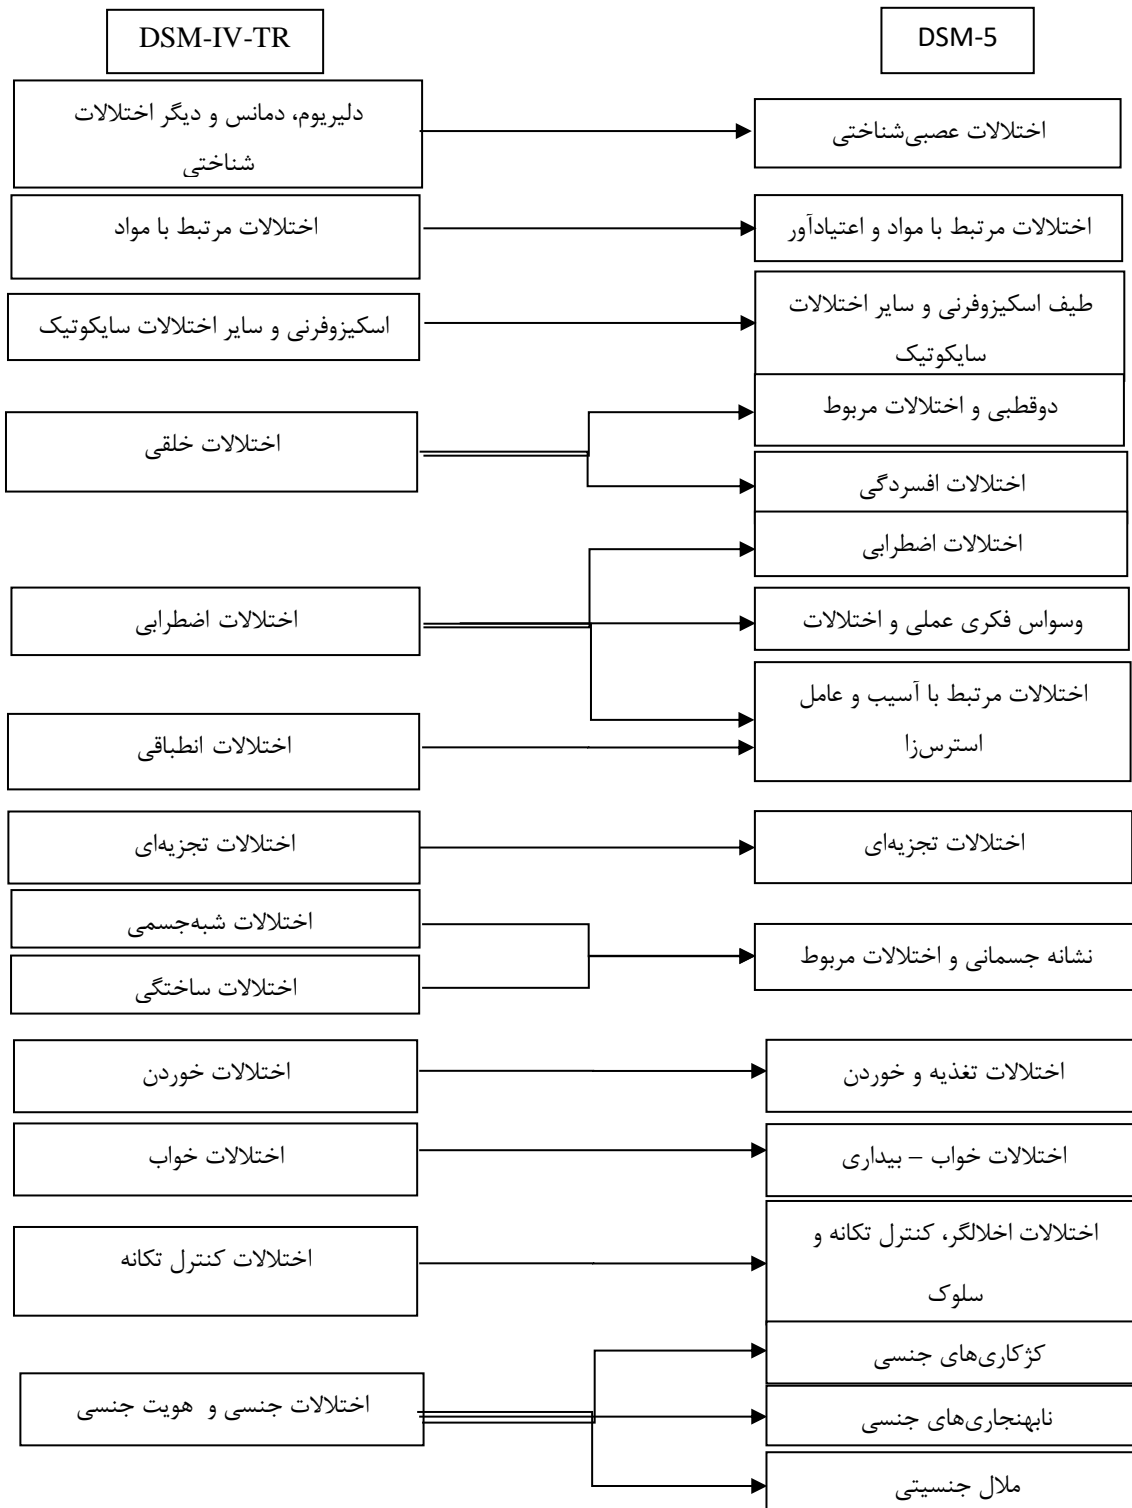 DSM-IV-TR
DSM-5
دلیریوم، دمانس و دیگر اختلالات
شناختی
اختلالات عصبی‌شناختی
اختلالات مرتبط با مواد
اختلالات مرتبط با مواد و اعتیادآور
اسکیزوفرنی و سایر اختلالات سایکوتیک
طیف اسکیزوفرنی و سایر اختلالات
سایکوتیک
اختلالات خلقی
دوقطبی و اختلالات مربوط
اختلالات افسردگی
اختلالات اضطرابی
اختلالات اضطرابی
وسواس فکری عملی و اختلالات
اختلالات مرتبط با آسیب و عامل
استرس‌زا
اختلالات انطباقی
اختلالات تجزیه‌ای
اختلالات تجزیه‌ای
اختلالات شبه‌جسمی
اختلالات ساختگی
نشانه جسمانی و اختلالات مربوط
اختلالات خوردن
اختلالات تغذیه و خوردن
اختلالات خواب
اختلالات خواب – بیداری
اختلالات کنترل تکانه
اختلالات اخلالگر، کنترل تکانه و
سلوک
اختلالات جنسی و هویت جنسی
کژکاری‌های جنسی
نابهنجاری‌های جنسی
ملال جنسیتی